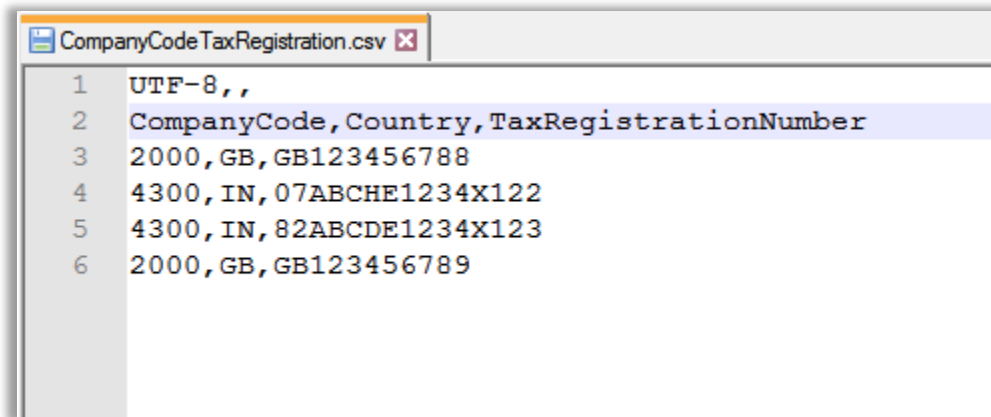 CompanyCodeTaxRegistration.csv
1 UTF-8,,
2 CompanyCode,Country,TaxRegistrationNumber
3 2000,GB,GB123456788
4 4300,IN,07ABCHE1234X122
5 4300,IN,82ABCDE1234X123
6 2000,GB,GB123456789